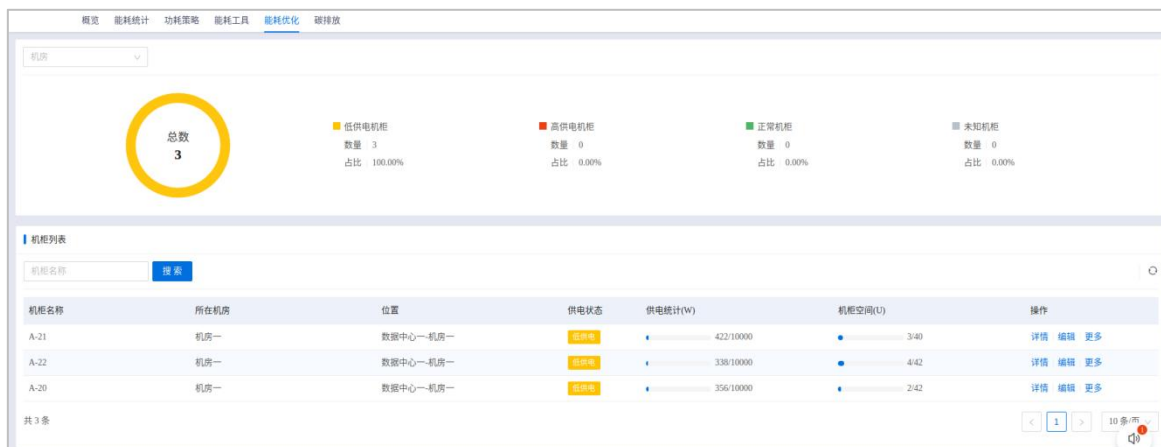 概览 能耗统计 功耗策略 能耗工具 能耗优化 碳排放
机房
总数
3
低供电机柜 高供电机柜 正常机柜 未知机柜
数量 3 数量 0 数量 0 数量 0
占比 100.00% 占比 0.00% 占比 0.00% 占比 0.00%
机柜列表
机柜名称 搜索
机柜名称 所在机房 位置 供电状态 供电统计(W) 机柜空间(U) 操作
A-21 机房一 数据中心一-机房一 低供电 422/10000 3/40 详情 编辑 更多
A-22 机房一 数据中心一-机房一 低供电 338/10000 4/42 详情 编辑 更多
A-20 机房一 数据中心一-机房一 低供电 356/10000 2/42 详情 编辑 更多
共 3 条 < 1 > 10 条/页
1